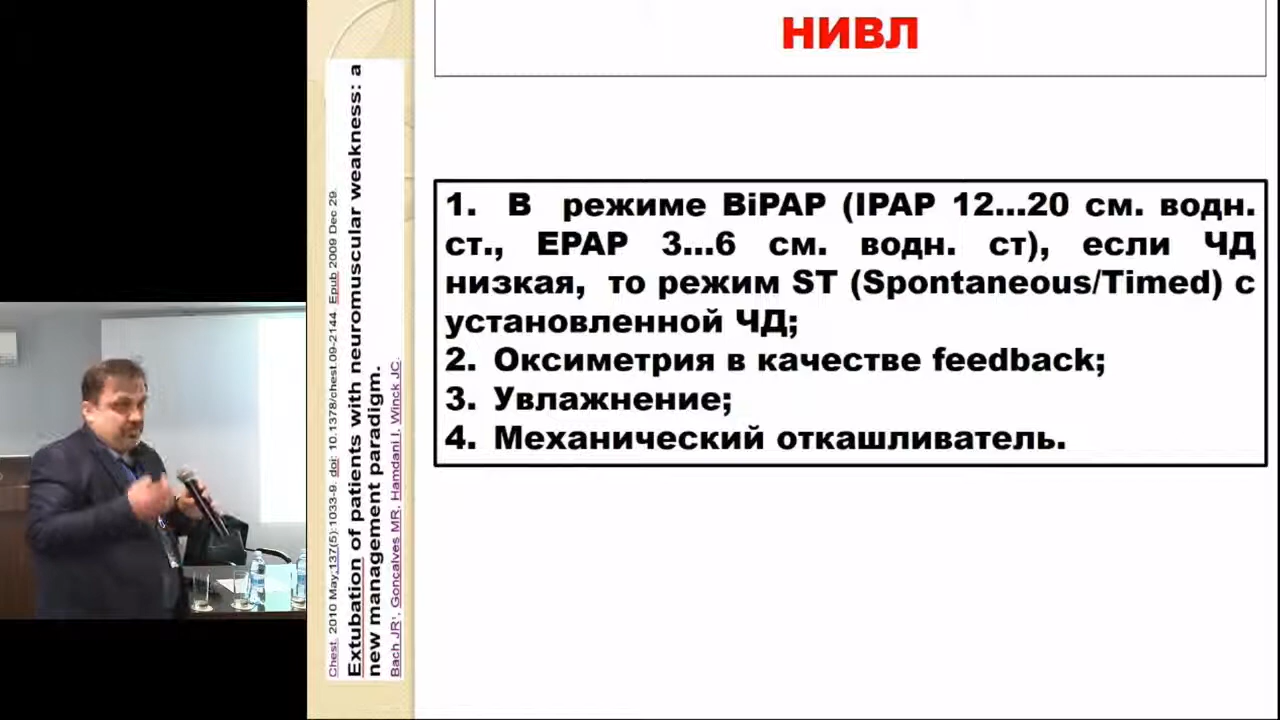 НИВЛ
Chest. 2010 May;137(5):1033-9. doi: 10.1378/chest.09-2144. Epub 2009 Dec 29.
Extubation of patients with neuromuscular weakness: a
new management paradigm.
Bach JR¹, Gonçalves MR, Hamdani I, Winck JC.
1. В режиме BiPAP (IPAP 12...20 см. водн.
ст., EPAP 3...6 см. водн. ст), если ЧД
низкая, то режим ST (Spontaneous/Timed) с
установленной ЧД;
2. Оксиметрия в качестве feedback;
3. Увлажнение;
4. Механический откашливатель.